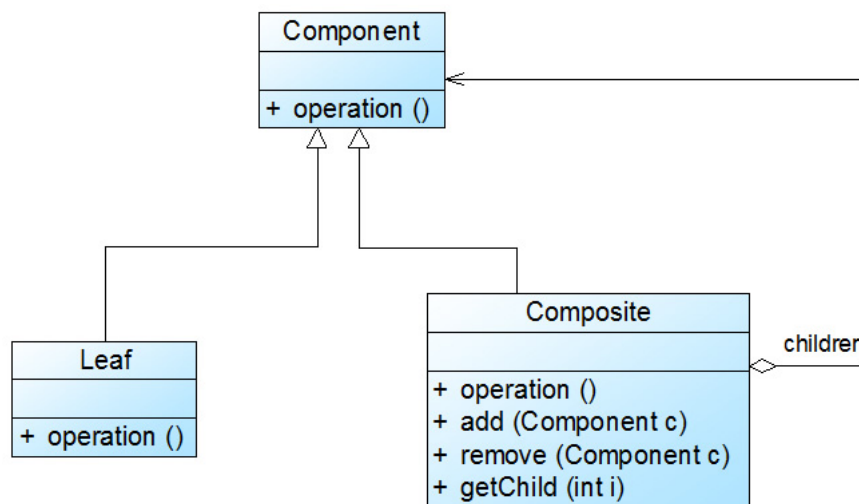 Component
+ operation ()
Leaf
+ operation ()
Composite
children
+ operation ()
+ add (Component c)
+ remove (Component c)
+ getChild (int i)